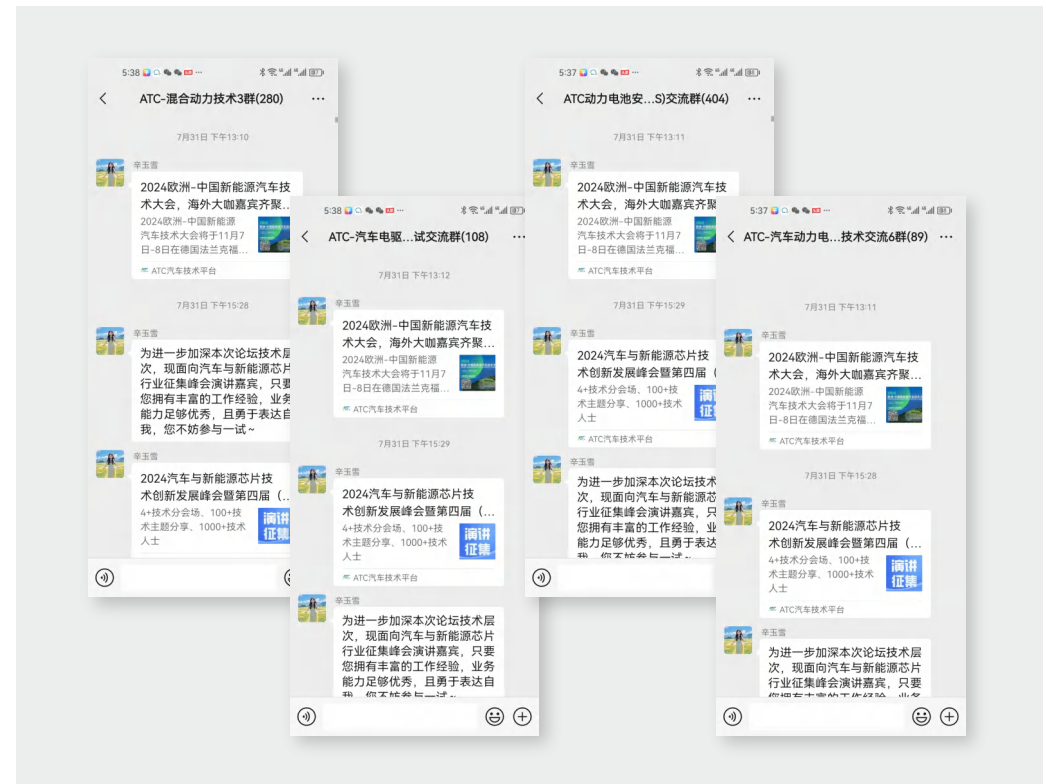 5:38
ATC-混合动力技术3群(280)
7月31日 下午13:10
辛玉雪
2024欧洲-中国新能源汽车技
术大会，海外大咖嘉宾齐聚...
2024欧洲-中国新能源
汽车技术大会将于11月7
日-8日在德国法兰克福...
ATC汽车技术平台
7月31日 下午15:28
辛玉雪
为进一步加深本次论坛技术层
次，现面向汽车与新能源芯片
行业征集峰会演讲嘉宾，只要
您拥有丰富的工作经验，业务
能力足够优秀，且勇于表达自
我，您不妨参与一试~
辛玉雪
2024汽车与新能源芯片技
术创新发展峰会暨第四届（...
4+技术分会场、100+技
术主题分享、1000+技术
人士
演讲
征集
5:38
ATC-汽车电驱...试交流群(108)
7月31日 下午13:12
辛玉雪
2024欧洲-中国新能源汽车技
术大会，海外大咖嘉宾齐聚...
2024欧洲-中国新能源
汽车技术大会将于11月7
日-8日在德国法兰克福...
ATC汽车技术平台
7月31日 下午15:29
辛玉雪
2024汽车与新能源芯片技
术创新发展峰会暨第四届（...
4+技术分会场、100+技
术主题分享、1000+技术
人士
演讲
征集
ATC汽车技术平台
辛玉雪
为进一步加深本次论坛技术层
次，现面向汽车与新能源芯片
行业征集峰会演讲嘉宾，只要
您拥有丰富的工作经验，业务
能力足够优秀，且勇于表达自
我，您不妨参与一试~
5:37
ATC动力电池安...S)交流群(404)
7月31日 下午13:11
辛玉雪
2024欧洲-中国新能源汽车技
术大会，海外大咖嘉宾齐聚
2024欧洲-中国新能源
汽车技术大会将于11月7
日-8日在德国法兰克福...
ATC汽车技术平台
7月31日 下午15:29
辛玉雪
2024汽车与新能源芯片技
术创新发展峰会暨第四届（
4+技术分会场、100+技
术主题分享、1000+技术
人士
演
征
ATC汽车技术平台
辛玉雪
为进一步加深本次论坛技术
次，现面向汽车与新能源芯
行业征集峰会演讲嘉宾，只
您拥有丰富的工作经验，业
能力足够优秀，且勇于表达
我，您不妨参与一试~
5:37
ATC-汽车动力电...技术交流6群(89)
7月31日 下午13:11
辛玉雪
2024欧洲-中国新能源汽车技
术大会，海外大咖嘉宾齐聚...
2024欧洲-中国新能源
汽车技术大会将于11月7
日-8日在德国法兰克福...
ATC汽车技术平台
7月31日 下午15:28
辛玉雪
2024汽车与新能源芯片技
术创新发展峰会暨第四届（...
4+技术分会场、100+技
术主题分享、1000+技术
人士
演讲
征集
ATC汽车技术平台
辛玉雪
为进一步加深本次论坛技术层
次，现面向汽车与新能源芯片
行业征集峰会演讲嘉宾，只要
您拥有丰富的工作经验，业务